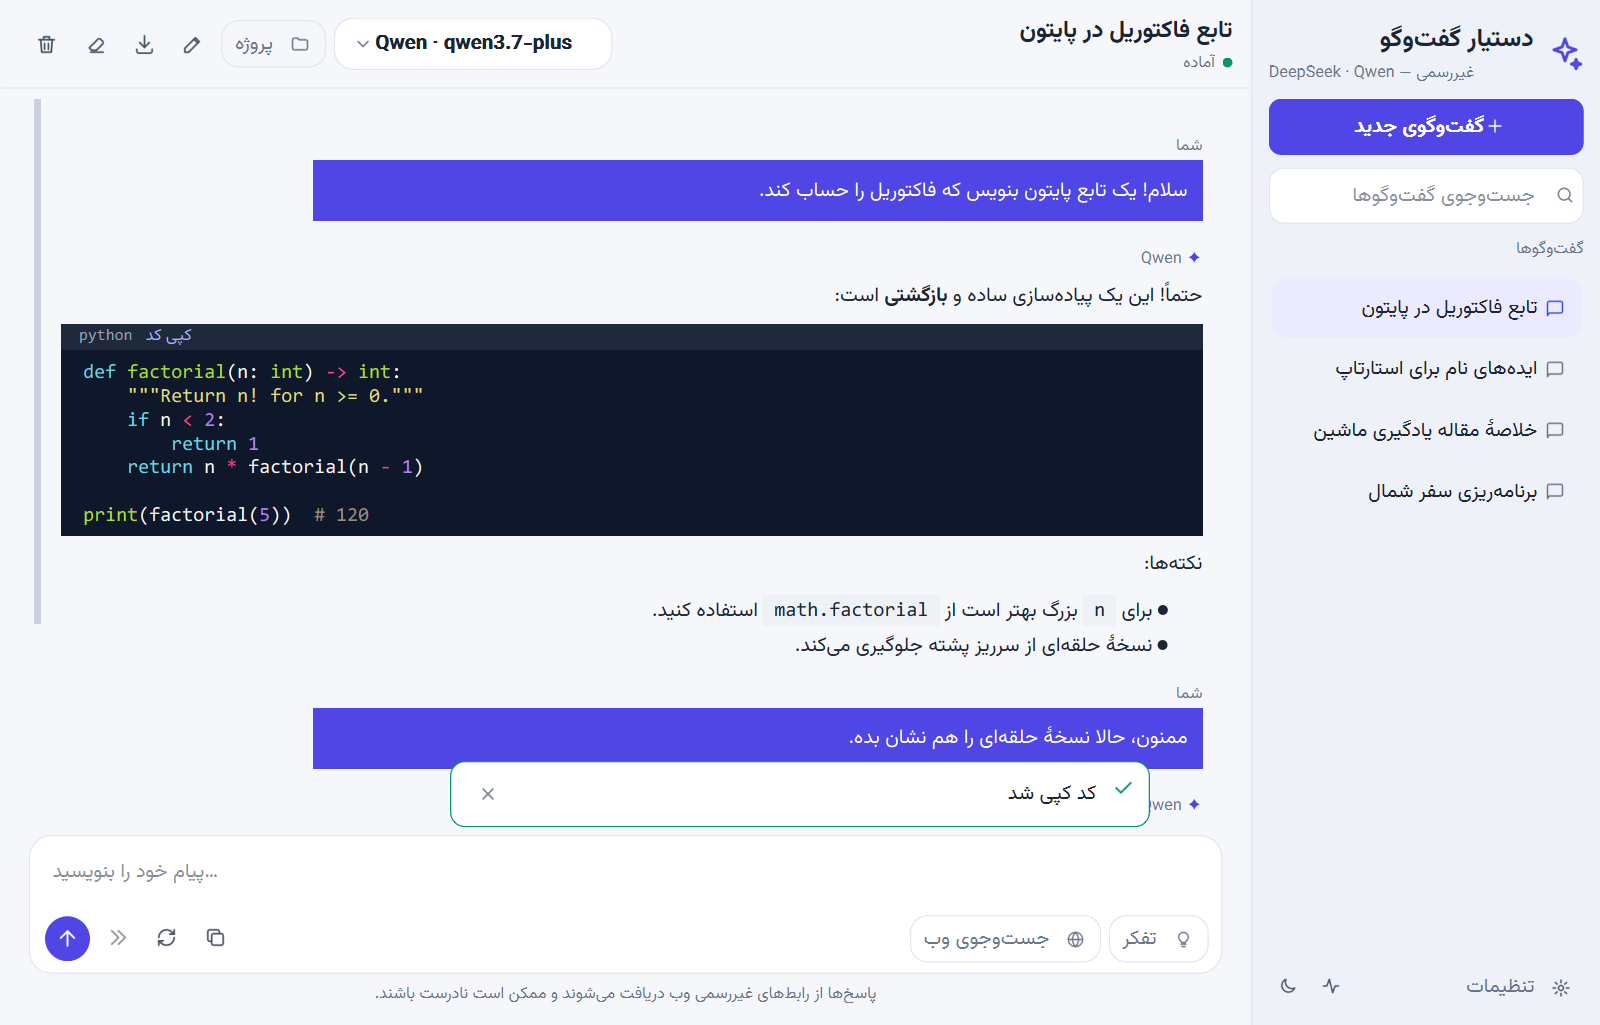 دستیار گفت‌وگو
غیررسمی — DeepSeek · Qwen
گفت‌وگوی جدید
جست‌وجوی گفت‌وگوها
گفت‌وگوها
تابع فاکتوریل در پایتون
ایده‌های نام برای استارتاپ
خلاصهٔ مقاله یادگیری ماشین
برنامه‌ریزی سفر شمال
تنظیمات
تابع فاکتوریل در پایتون
آماده
Qwen · qwen3.7-plus
پروژه
شما
سلام! یک تابع پایتون بنویس که فاکتوریل را حساب کند.
Qwen
حتماً! این یک پیاده‌سازی ساده و بازگشتی است:
python کپی کد
def factorial(n: int) -> int:
    """Return n! for n >= 0."""
    if n < 2:
        return 1
    return n * factorial(n - 1)
print(factorial(5))  # 120
نکته‌ها:
برای n بزرگ بهتر است از math.factorial استفاده کنید.
نسخهٔ حلقه‌ای از سرریز پشته جلوگیری می‌کند.
شما
ممنون، حالا نسخهٔ حلقه‌ای را هم نشان بده.
کد کپی شد
پیام خود را بنویسید...
تفکر
جست‌وجوی وب
پاسخ‌ها از رابط‌های غیررسمی وب دریافت می‌شوند و ممکن است نادرست باشند.